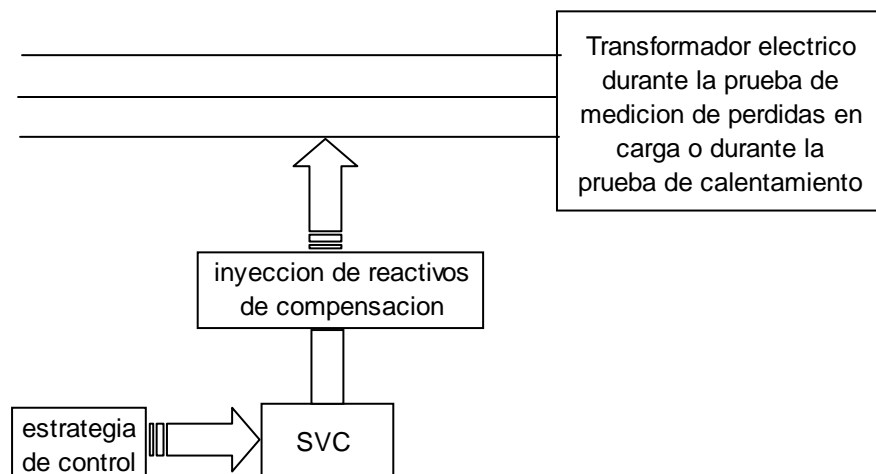 Transformador electrico
durante la prueba de
medicion de perdidas en
carga o durante la
prueba de calentamiento
inyeccion de reactivos
de compensacion
estrategia
de control
SVC